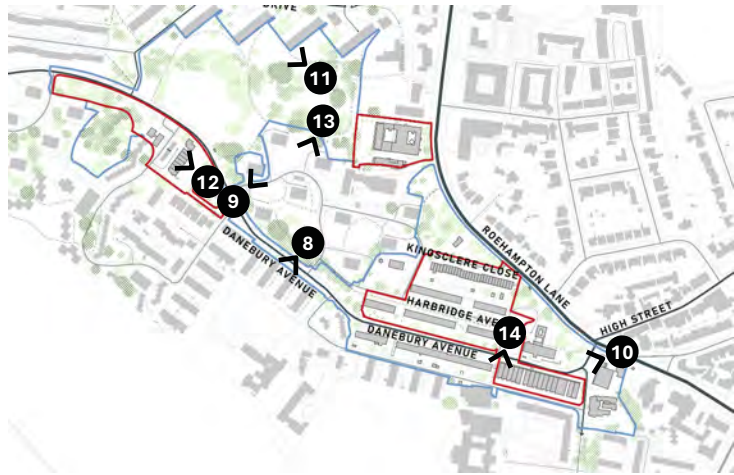 DRIVE
11
13
12
9
8
DANEBURY AVENUE
ROEHAMPTON LANE
KINGSCLERE CLOSE
HARBRIDGE AVE
HIGH STREET
14
DANEBURY AVENUE
10